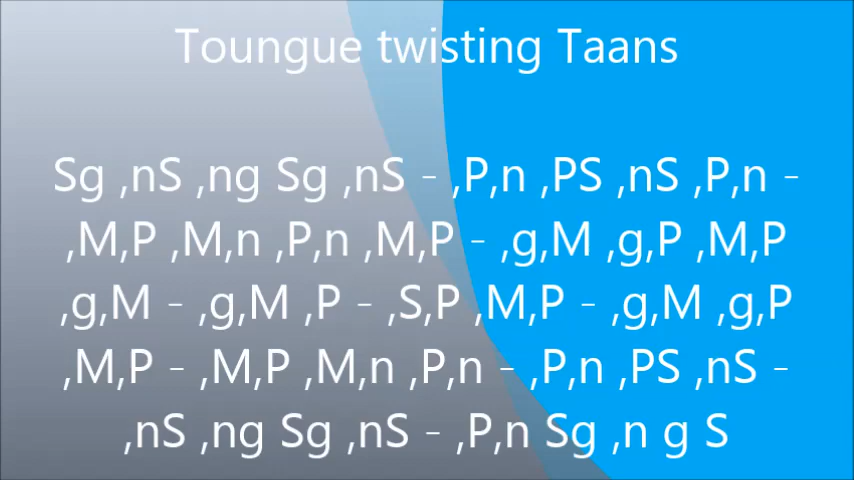 Toungue twisting Taans
Sg ,nS ,ng Sg ,nS - ,P,n ,PS ,nS ,P,n -
,M,P ,M,n ,P,n ,M,P - ,g,M ,g,P ,M,P
,g,M - ,g,M ,P - ,S,P ,M,P - ,g,M ,g,P
,M,P - ,M,P ,M,n ,P,n - ,P,n ,PS ,nS -
,nS ,ng Sg ,nS - ,P,n Sg ,n g S